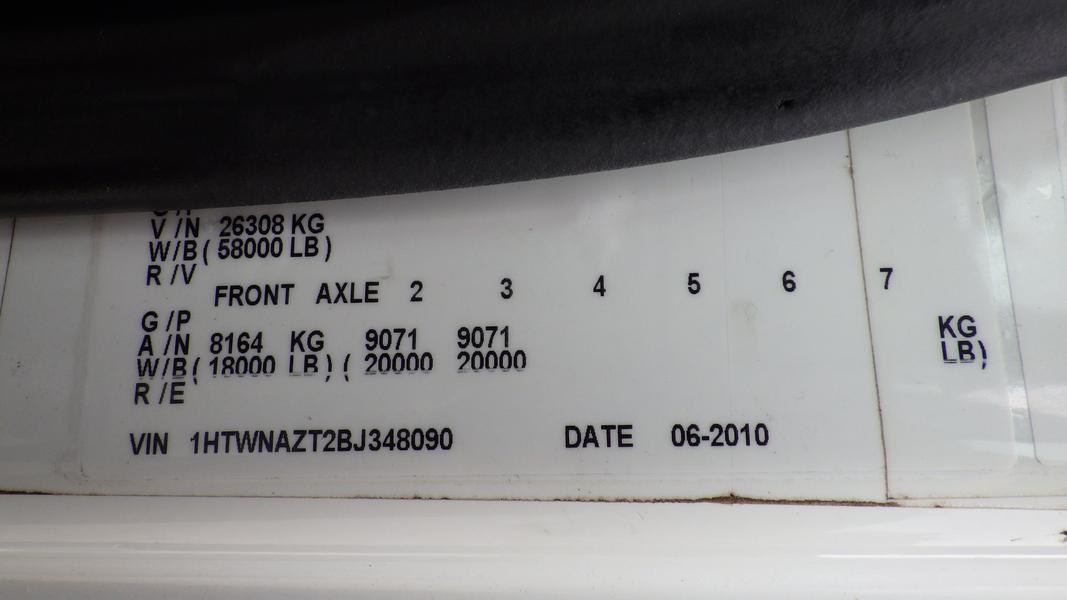 V/N 26308 KG
W/B ( 58000 LB )
R/V
FRONT AXLE 2 3 4 5 6 7
G/P
A/N 8164 KG 9071 9071 KG
W/B ( 18000 LB ) ( 20000 20000 LB )
R/E
VIN 1HTWNAZT2BJ348090 DATE 06-2010